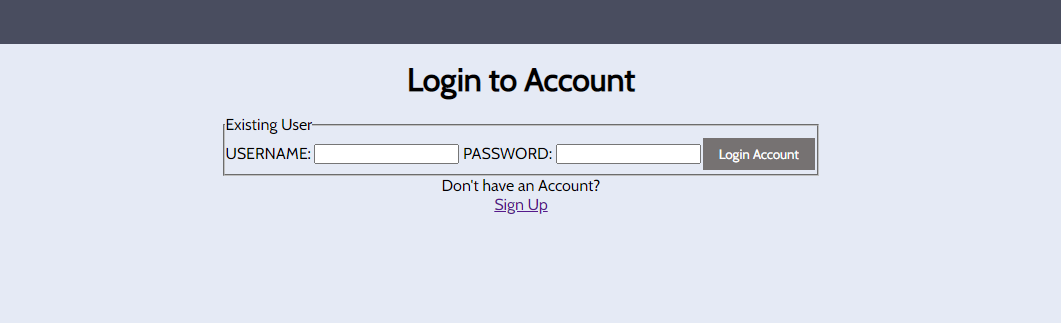 Login to Account
Existing User
USERNAME: PASSWORD: Login Account
Don't have an Account?
Sign Up